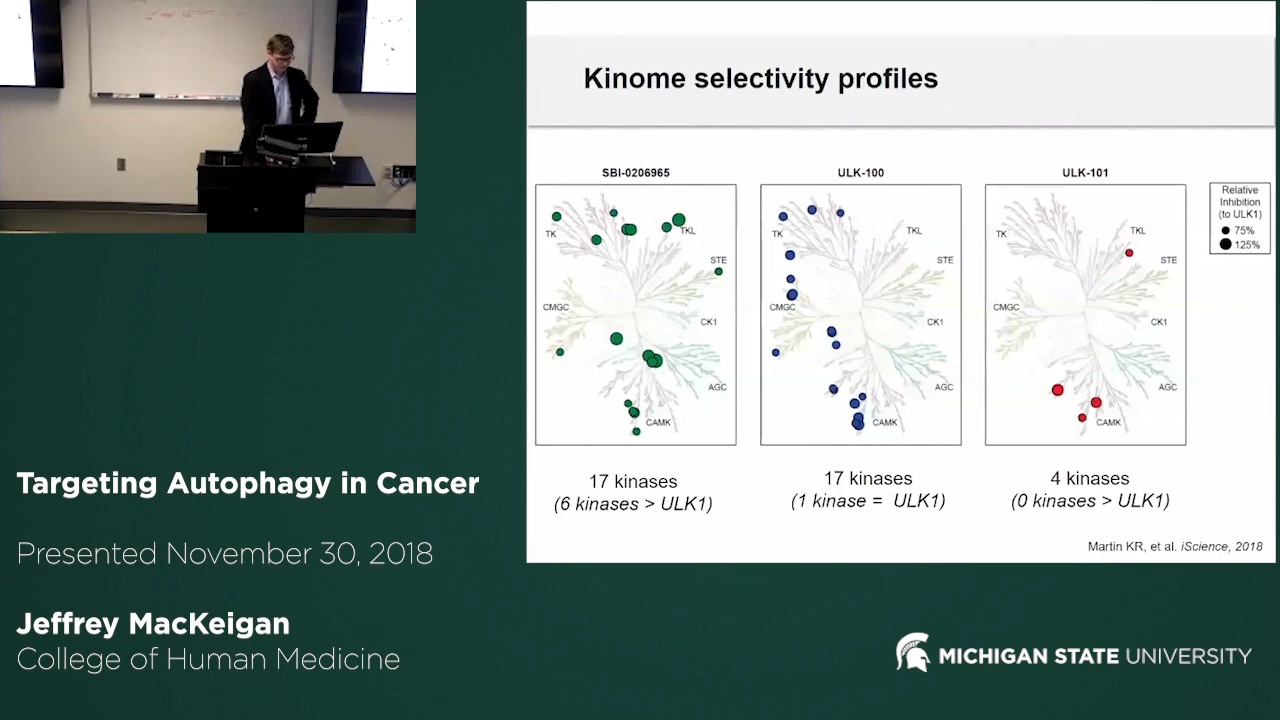 Kinome selectivity profiles
SBI-0206965
ULK-100
ULK-101
TK
TKL
STE
CMGC
CK1
AGC
CAMK
TK
TKL
STE
CMGC
CK1
AGC
CAMK
TK
TKL
STE
CMGC
CK1
AGC
CAMK
Relative
Inhibition
(to ULK1)
75%
125%
17 kinases
(6 kinases > ULK1)
17 kinases
(1 kinase = ULK1)
4 kinases
(0 kinases > ULK1)
Martin KR, et al. iScience, 2018
Targeting Autophagy in Cancer
Presented November 30, 2018
Jeffrey MacKeigan
College of Human Medicine
MICHIGAN STATE UNIVERSITY